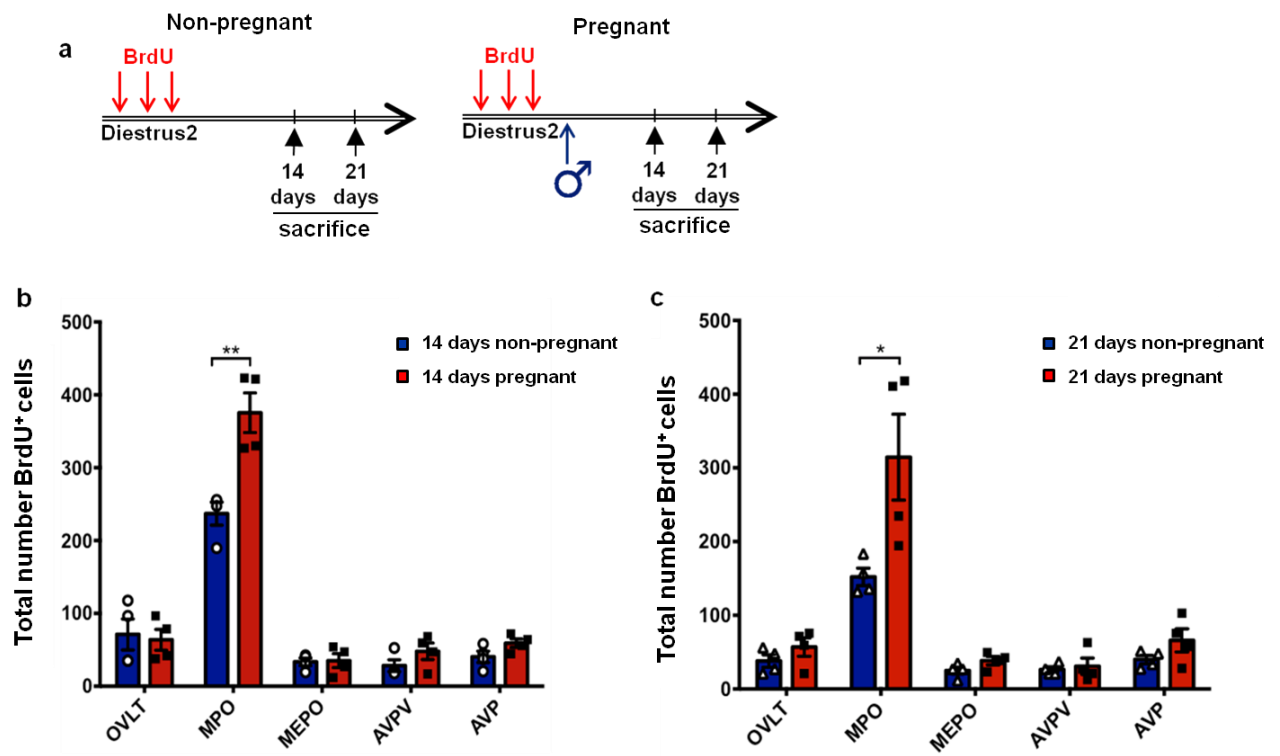 Non-pregnant
Pregnant
a
BrdU
BrdU
Diestrus2
Diestrus2
14 days
21 days
sacrifice
14 days
21 days
sacrifice
b
Total number BrdU⁺ cells
500
400
300
200
100
0
**
14 days non-pregnant
14 days pregnant
OVLT
MPO
MEPO
AVPV
AVP
c
Total number BrdU⁺ cells
500
400
300
200
100
0
*
21 days non-pregnant
21 days pregnant
OVLT
MPO
MEPO
AVPV
AVP